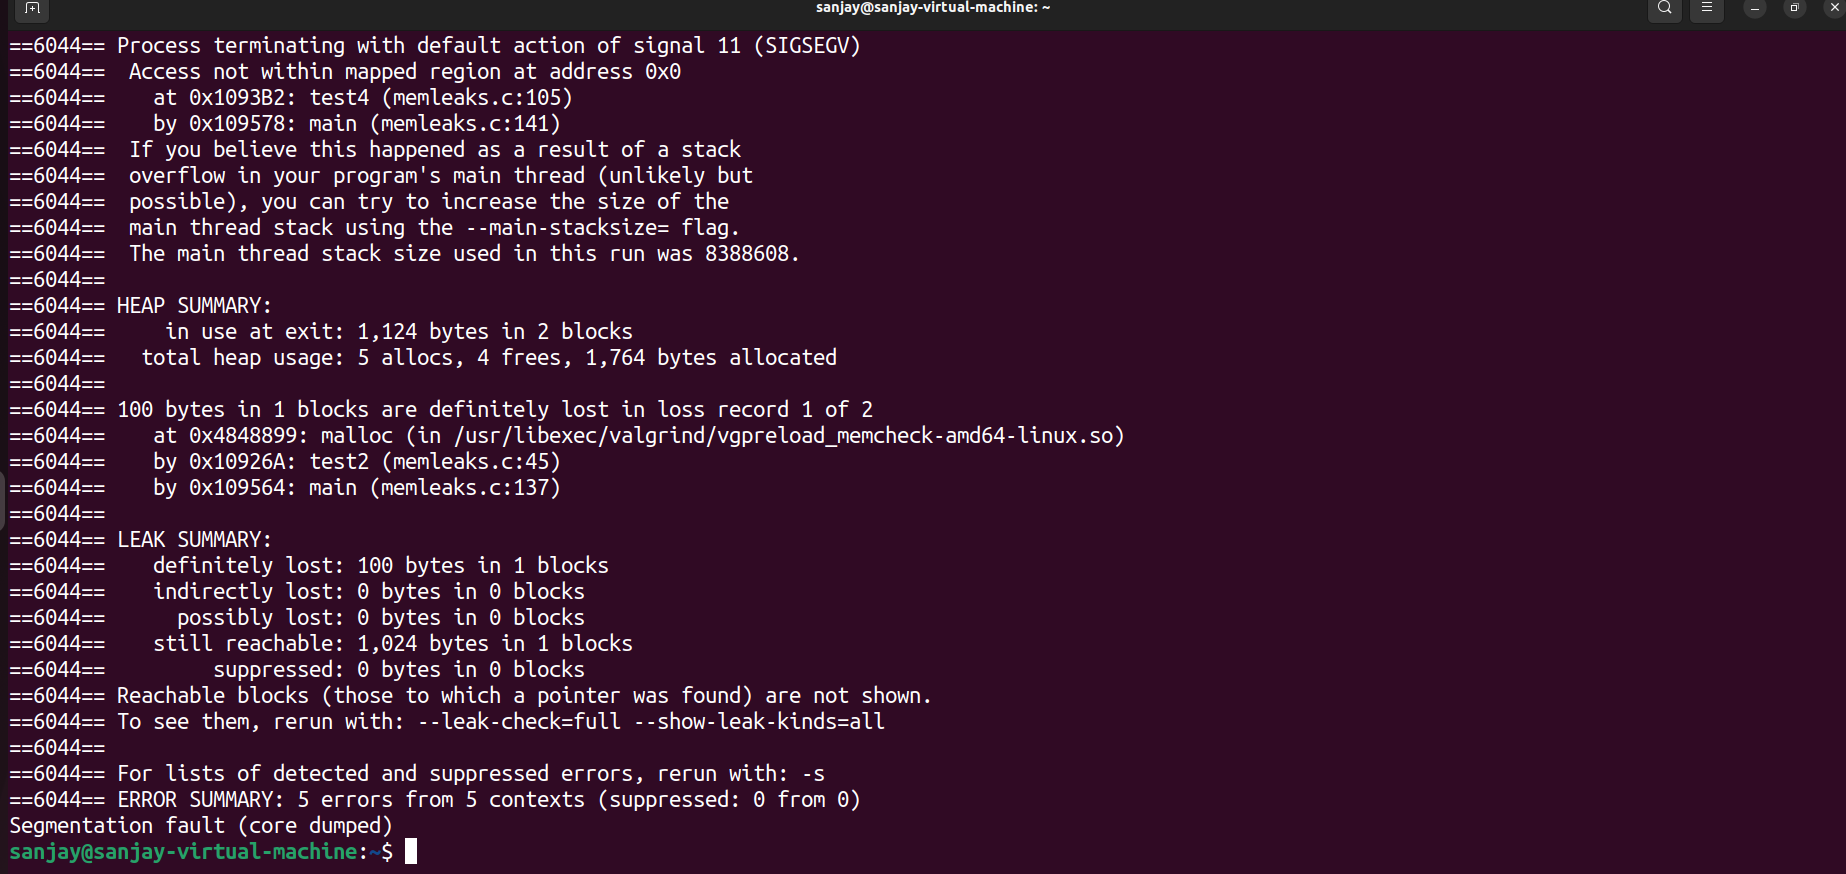 sanjay@sanjay-virtual-machine: ~
==6044== Process terminating with default action of signal 11 (SIGSEGV)
==6044==  Access not within mapped region at address 0x0
==6044==    at 0x1093B2: test4 (memleaks.c:105)
==6044==    by 0x109578: main (memleaks.c:141)
==6044==  If you believe this happened as a result of a stack
==6044==  overflow in your program's main thread (unlikely but
==6044==  possible), you can try to increase the size of the
==6044==  main thread stack using the --main-stacksize= flag.
==6044==  The main thread stack size used in this run was 8388608.
==6044==
==6044== HEAP SUMMARY:
==6044==     in use at exit: 1,124 bytes in 2 blocks
==6044==   total heap usage: 5 allocs, 4 frees, 1,764 bytes allocated
==6044==
==6044== 100 bytes in 1 blocks are definitely lost in loss record 1 of 2
==6044==    at 0x4848899: malloc (in /usr/libexec/valgrind/vgpreload_memcheck-amd64-linux.so)
==6044==    by 0x10926A: test2 (memleaks.c:45)
==6044==    by 0x109564: main (memleaks.c:137)
==6044==
==6044== LEAK SUMMARY:
==6044==    definitely lost: 100 bytes in 1 blocks
==6044==    indirectly lost: 0 bytes in 0 blocks
==6044==      possibly lost: 0 bytes in 0 blocks
==6044==    still reachable: 1,024 bytes in 1 blocks
==6044==         suppressed: 0 bytes in 0 blocks
==6044== Reachable blocks (those to which a pointer was found) are not shown.
==6044== To see them, rerun with: --leak-check=full --show-leak-kinds=all
==6044==
==6044== For lists of detected and suppressed errors, rerun with: -s
==6044== ERROR SUMMARY: 5 errors from 5 contexts (suppressed: 0 from 0)
Segmentation fault (core dumped)
sanjay@sanjay-virtual-machine:~$